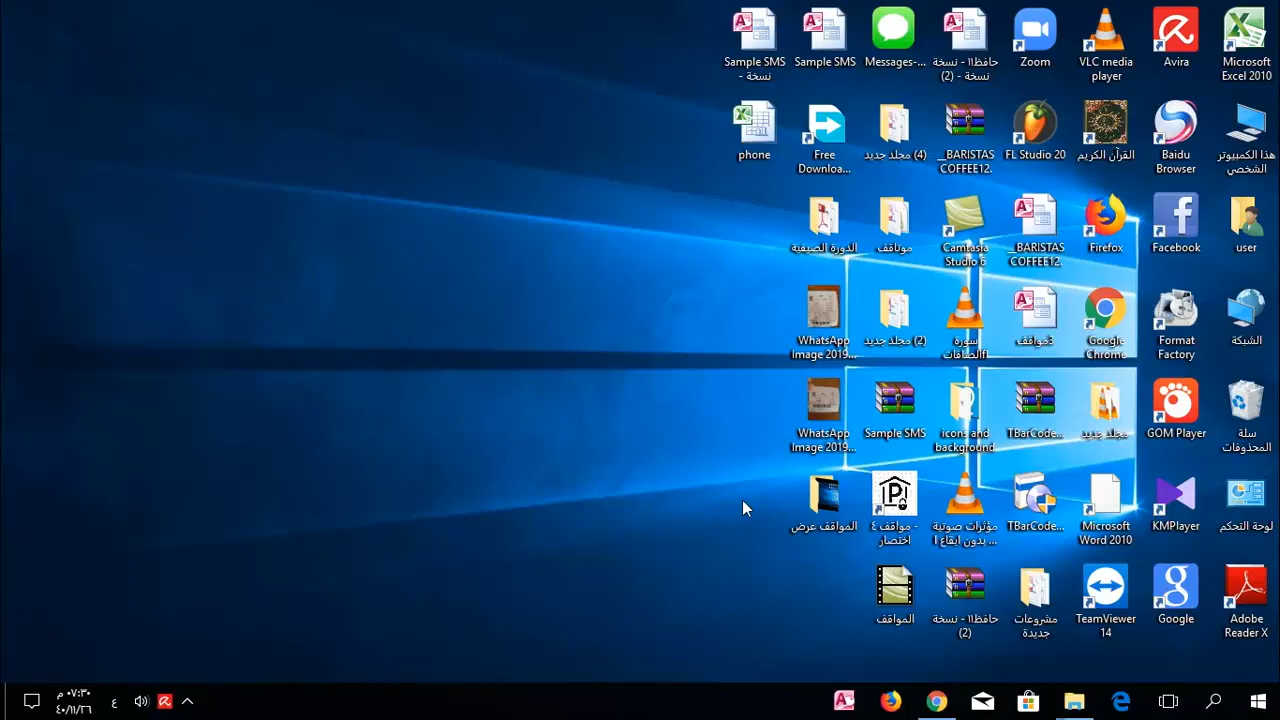 Microsoft
Excel 2010
Avira
VLC media
player
Zoom
حافظ١١ - نسخة
نسخة - (2)
Messages-...
Sample SMS
Sample SMS
نسخة -
هذا الكمبيوتر
الشخصي
Baidu
Browser
القرآن الكريم
FL Studio 20
__BARISTAS
COFFEE12.
مجلد جديد (4)
Free
Downloa...
phone
user
Facebook
Firefox
__BARISTAS
COFFEE12.
Camtasia
Studio 6
موناقف
الدورة الصيفية
الشبكة
Format
Factory
Google
Chrome
3مواقف
سورة
الصافات
مجلد جديد (2)
WhatsApp
Image 2019...
سلة
المحذوفات
GOM Player
مجلد جديد
TBarCode...
icons and
background
Sample SMS
WhatsApp
Image 2019...
لوحة التحكم
KMPlayer
Microsoft
Word 2010
TBarCode...
مؤثرات صوتية
بدون ايقاع ا...
مواقف ٤ -
اختصار
المواقف عرض
Adobe
Reader X
Google
TeamViewer
14
مشروعات
جديدة
حافظ١١ - نسخة
(2)
المواقف
ع
٠٧:٣٠ م
٤٠/١١/٢٦